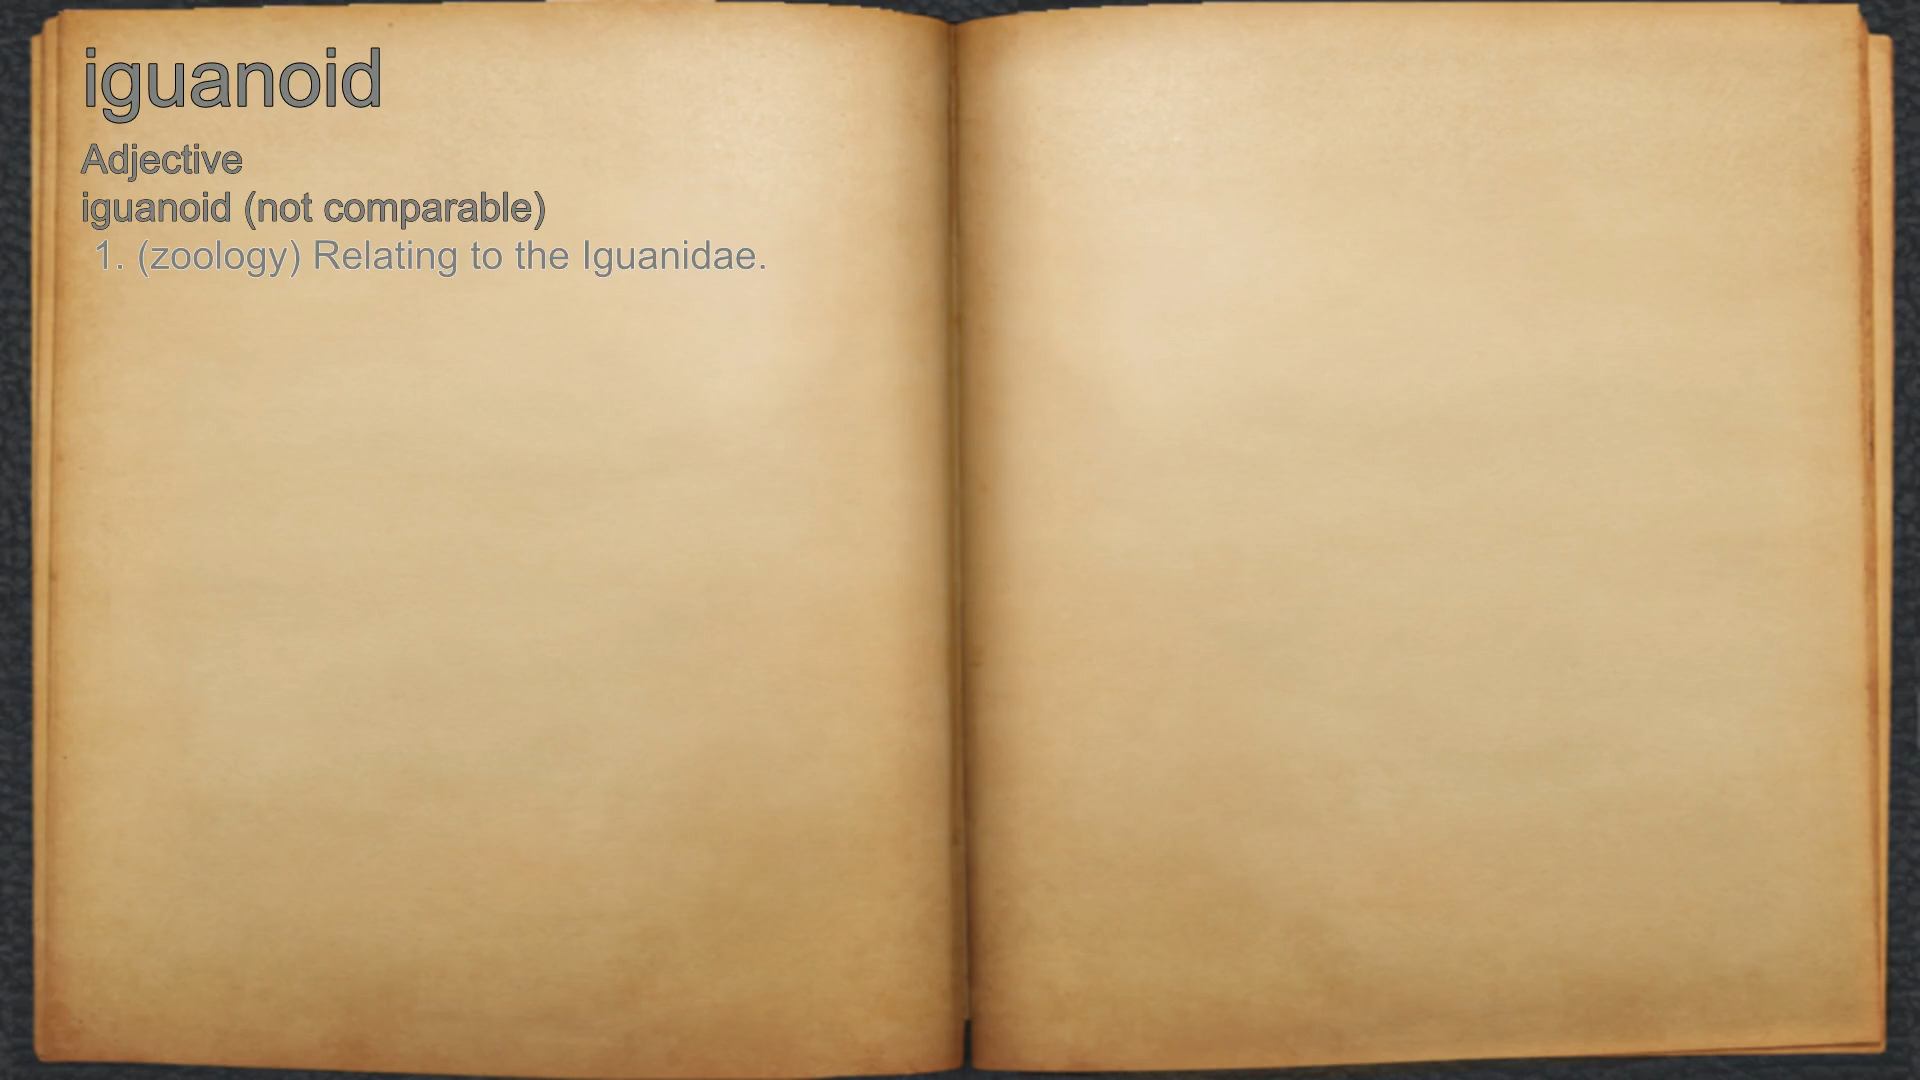 iguanoid
Adjective
iguanoid (not comparable)
1. (zoology) Relating to the Iguanidae.